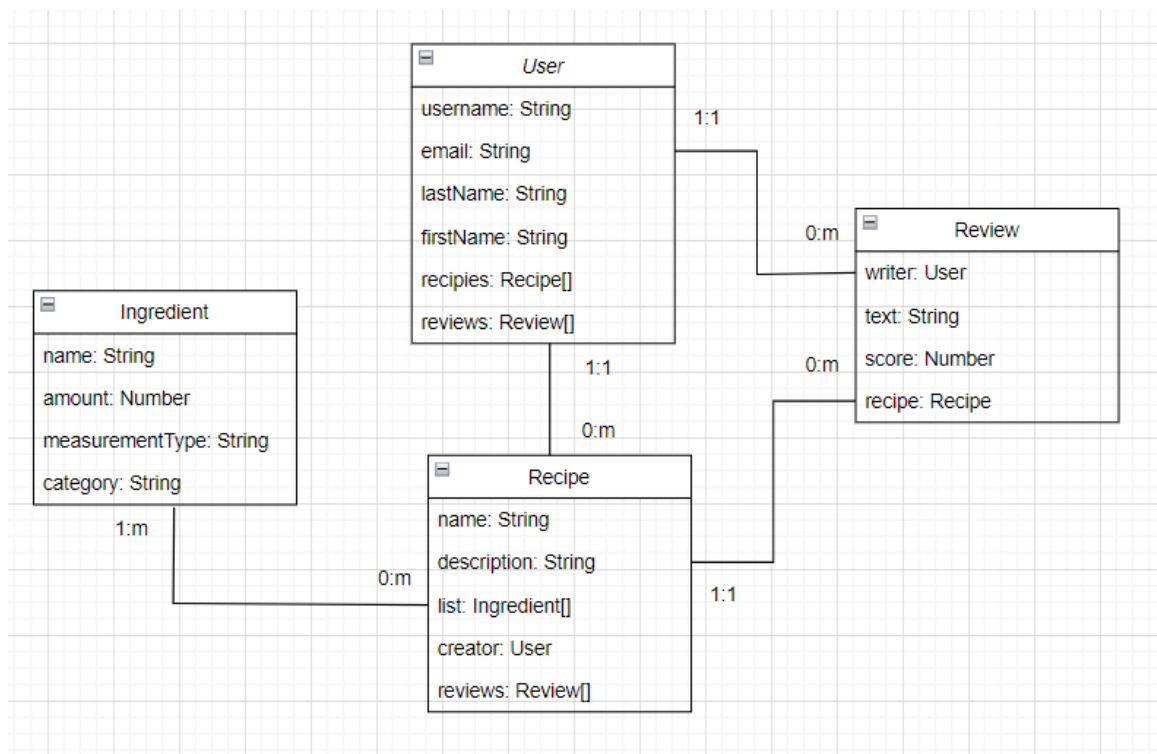 User
username: String
email: String
lastName: String
firstName: String
recipies: Recipe[]
reviews: Review[]
1:1
0:m
Review
writer: User
text: String
score: Number
recipe: Recipe
0:m
1:1
Ingredient
name: String
amount: Number
measurementType: String
category: String
1:m
0:m
1:1
0:m
Recipe
name: String
description: String
list: Ingredient[]
creator: User
reviews: Review[]